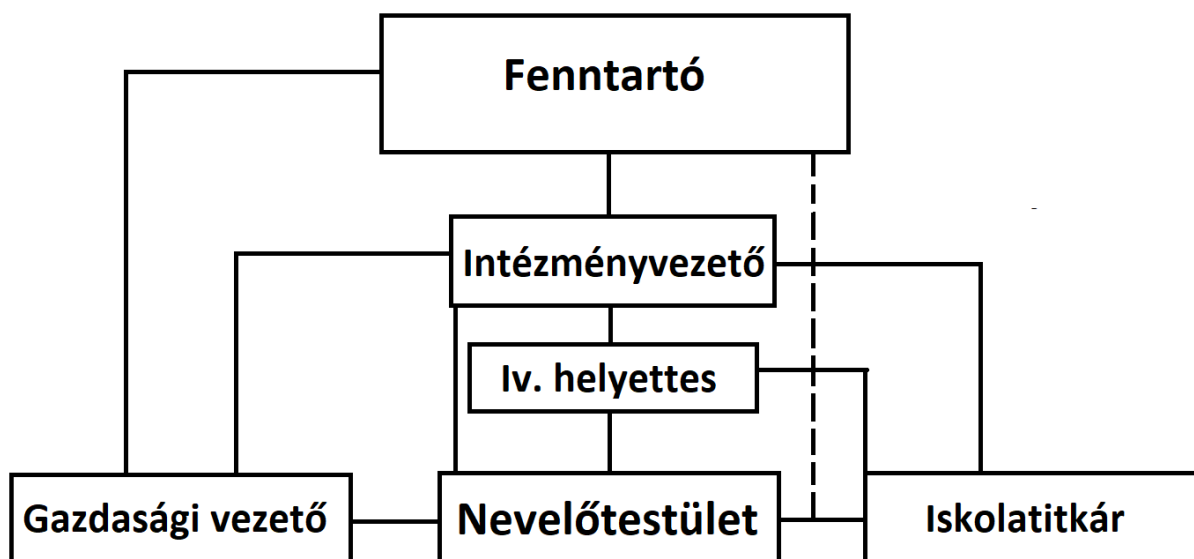 Fenntartó
Intézményvezető
Iv. helyettes
Gazdasági vezető
Nevelőtestület
Iskolatitkár